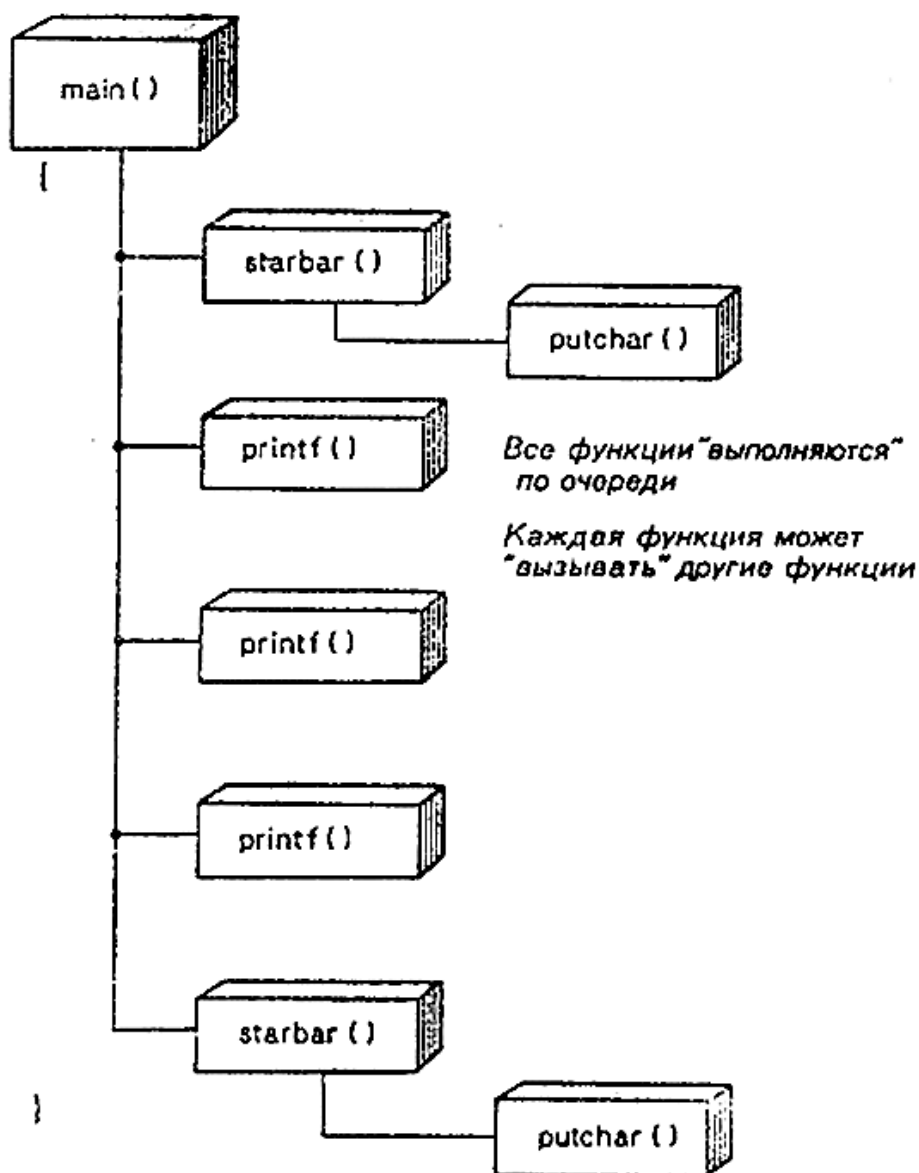 main()
{
starbar()
putchar()
printf()
Все функции "выполняются"
по очереди
Каждая функция может
"вызывать" другие функции
printf()
printf()
starbar()
}
putchar()